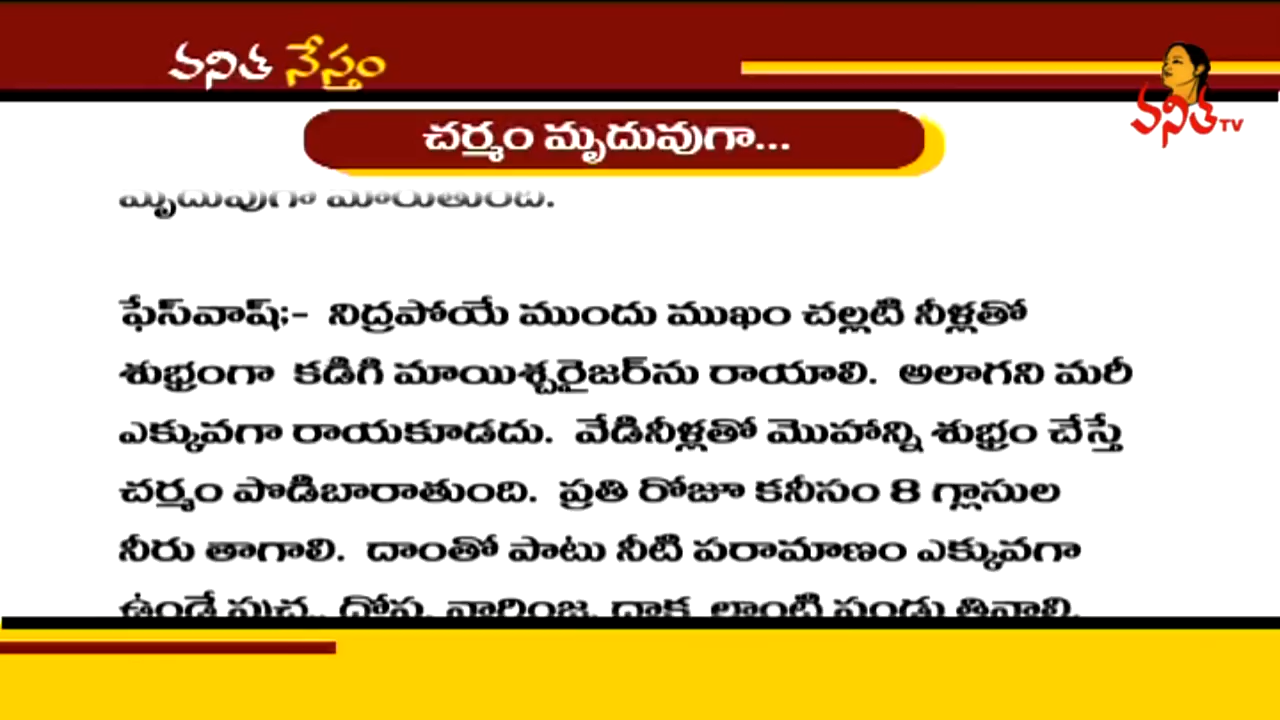 వనిత నేస్తం
వనిత TV
చర్మం మృదువుగా...
మృదువుగా మారుతుంది.
ఫేస్‌వాష్:- నిద్రపోయే ముందు ముఖం చల్లటి నీళ్లతో
శుభ్రంగా కడిగి మాయిశ్చరైజర్‌ను రాయాలి. అలాగని మరీ
ఎక్కువగా రాయకూడదు. వేడినీళ్లతో మొహాన్ని శుభ్రం చేస్తే
చర్మం పొడిబారాతుంది. ప్రతి రోజూ కనీసం 8 గ్లాసుల
నీరు తాగాలి. దాంతో పాటు నీటి పరామాణం ఎక్కువగా
ఉండే పుచ్చ, దోస, నారింజ, ద్రాక్ష లాంటి పండ్లు తినాలి.